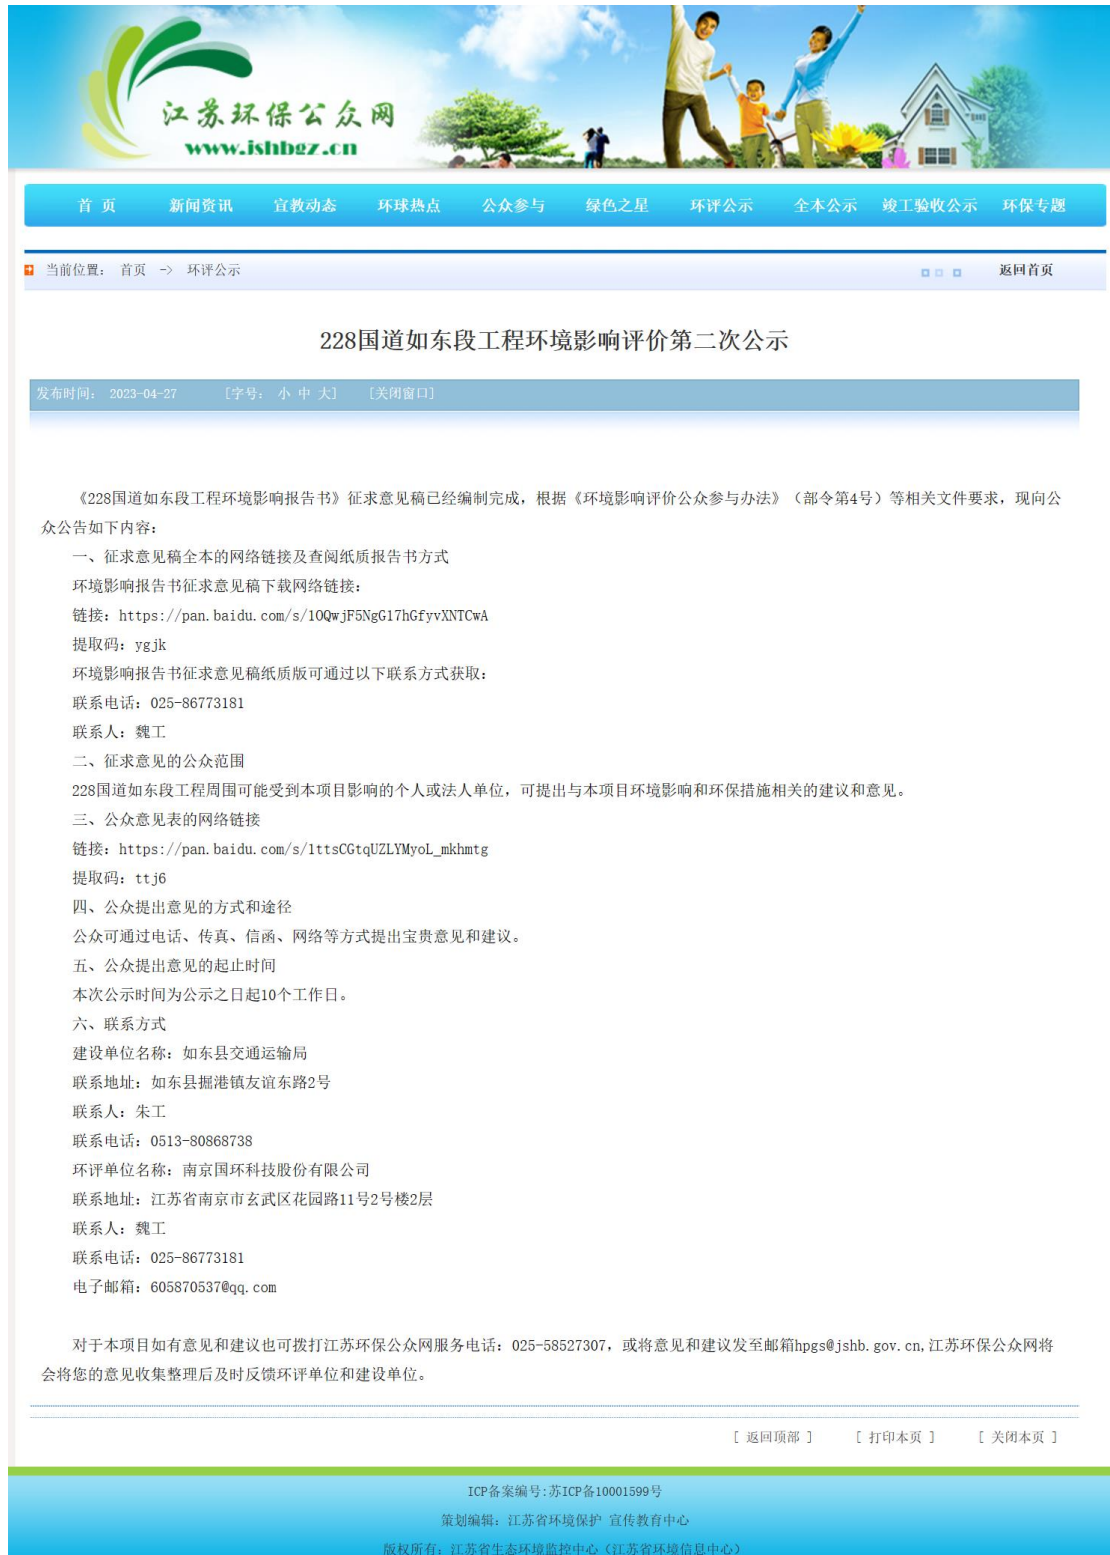 江苏环保公众网
www.jshbgz.cn
首 页 新闻资讯 宣教动态 环球热点 公众参与 绿色之星 环评公示 全本公示 竣工验收公示 环保专题
当前位置： 首页 -> 环评公示 返回首页
228国道如东段工程环境影响评价第二次公示
发布时间： 2023-04-27 [字号： 小 中 大] [关闭窗口]
《228国道如东段工程环境影响报告书》征求意见稿已经编制完成，根据《环境影响评价公众参与办法》（部令第4号）等相关文件要求，现向公
众公告如下内容：
一、征求意见稿全本的网络链接及查阅纸质报告书方式
环境影响报告书征求意见稿下载网络链接：
链接：https://pan.baidu.com/s/10QwjF5NgG17hGfyvXNTCwA
提取码：ygjk
环境影响报告书征求意见稿纸质版可通过以下联系方式获取：
联系电话：025-86773181
联系人：魏工
二、征求意见的公众范围
228国道如东段工程周围可能受到本项目影响的个人或法人单位，可提出与本项目环境影响和环保措施相关的建议和意见。
三、公众意见表的网络链接
链接：https://pan.baidu.com/s/1ttsCGtqUZLYMyoL_mkhmtg
提取码：ttj6
四、公众提出意见的方式和途径
公众可通过电话、传真、信函、网络等方式提出宝贵意见和建议。
五、公众提出意见的起止时间
本次公示时间为公示之日起10个工作日。
六、联系方式
建设单位名称：如东县交通运输局
联系地址：如东县掘港镇友谊东路2号
联系人：朱工
联系电话：0513-80868738
环评单位名称：南京国环科技股份有限公司
联系地址：江苏省南京市玄武区花园路11号2号楼2层
联系人：魏工
联系电话：025-86773181
电子邮箱：605870537@qq.com
对于本项目如有意见和建议也可拨打江苏环保公众网服务电话：025-58527307，或将意见和建议发至邮箱hpgs@jshb.gov.cn,江苏环保公众网将
会将您的意见收集整理后及时反馈环评单位和建设单位。
[ 返回顶部 ] [ 打印本页 ] [ 关闭本页 ]
ICP备案编号:苏ICP备10001599号
策划编辑：江苏省环境保护 宣传教育中心
版权所有：江苏省生态环境监控中心（江苏省环境信息中心）